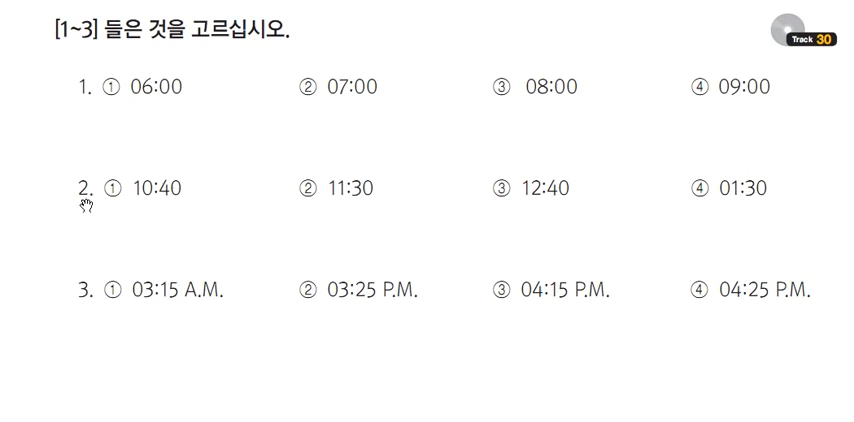 [1~3] 들은 것을 고르십시오.
Track 30
1. ① 06:00 ② 07:00 ③ 08:00 ④ 09:00
2. ① 10:40 ② 11:30 ③ 12:40 ④ 01:30
3. ① 03:15 A.M. ② 03:25 P.M. ③ 04:15 P.M. ④ 04:25 P.M.